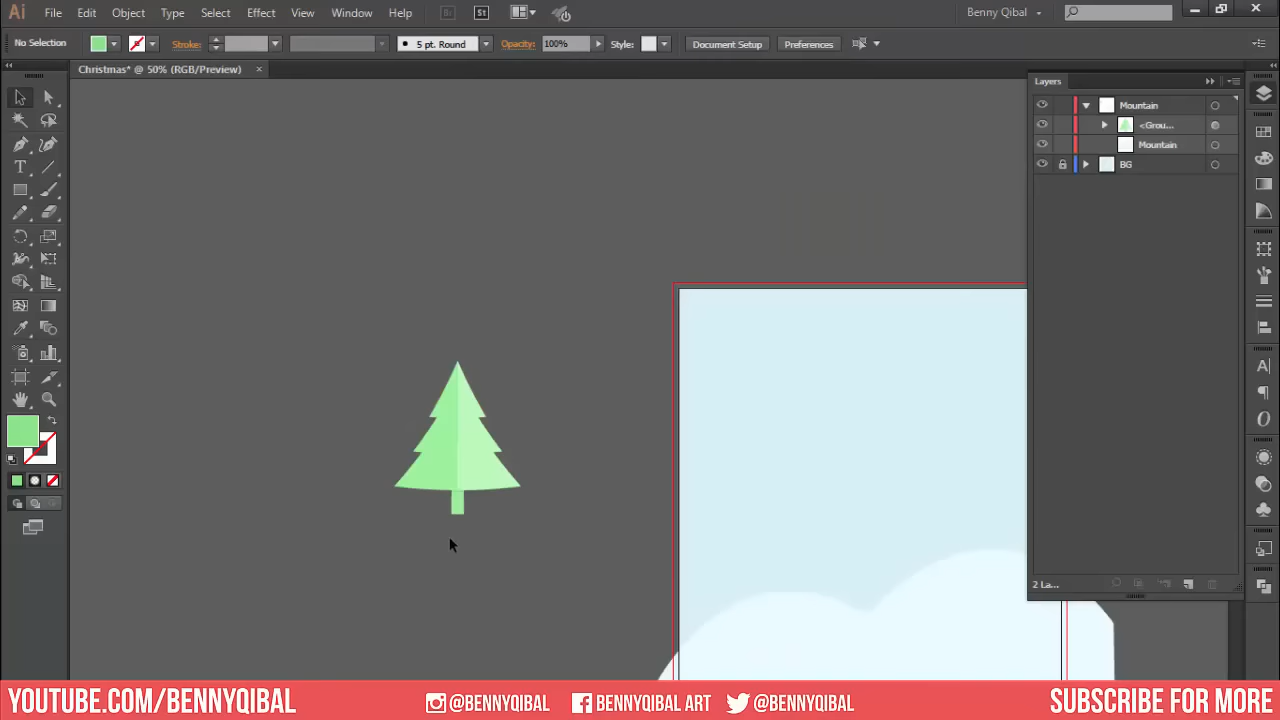 Ai File Edit Object Type Select Effect View Window Help Br St Benny Qibal
No Selection Stroke: 5 pt. Round Opacity: 100% Style: Document Setup Preferences
Christmas* @ 50% (RGB/Preview) ×
Layers
Mountain
<Grou...
Mountain
BG
2 La...
YOUTUBE.COM/BENNYQIBAL @BENNYQIBAL BENNYQIBAL ART @BENNYQIBAL SUBSCRIBE FOR MORE